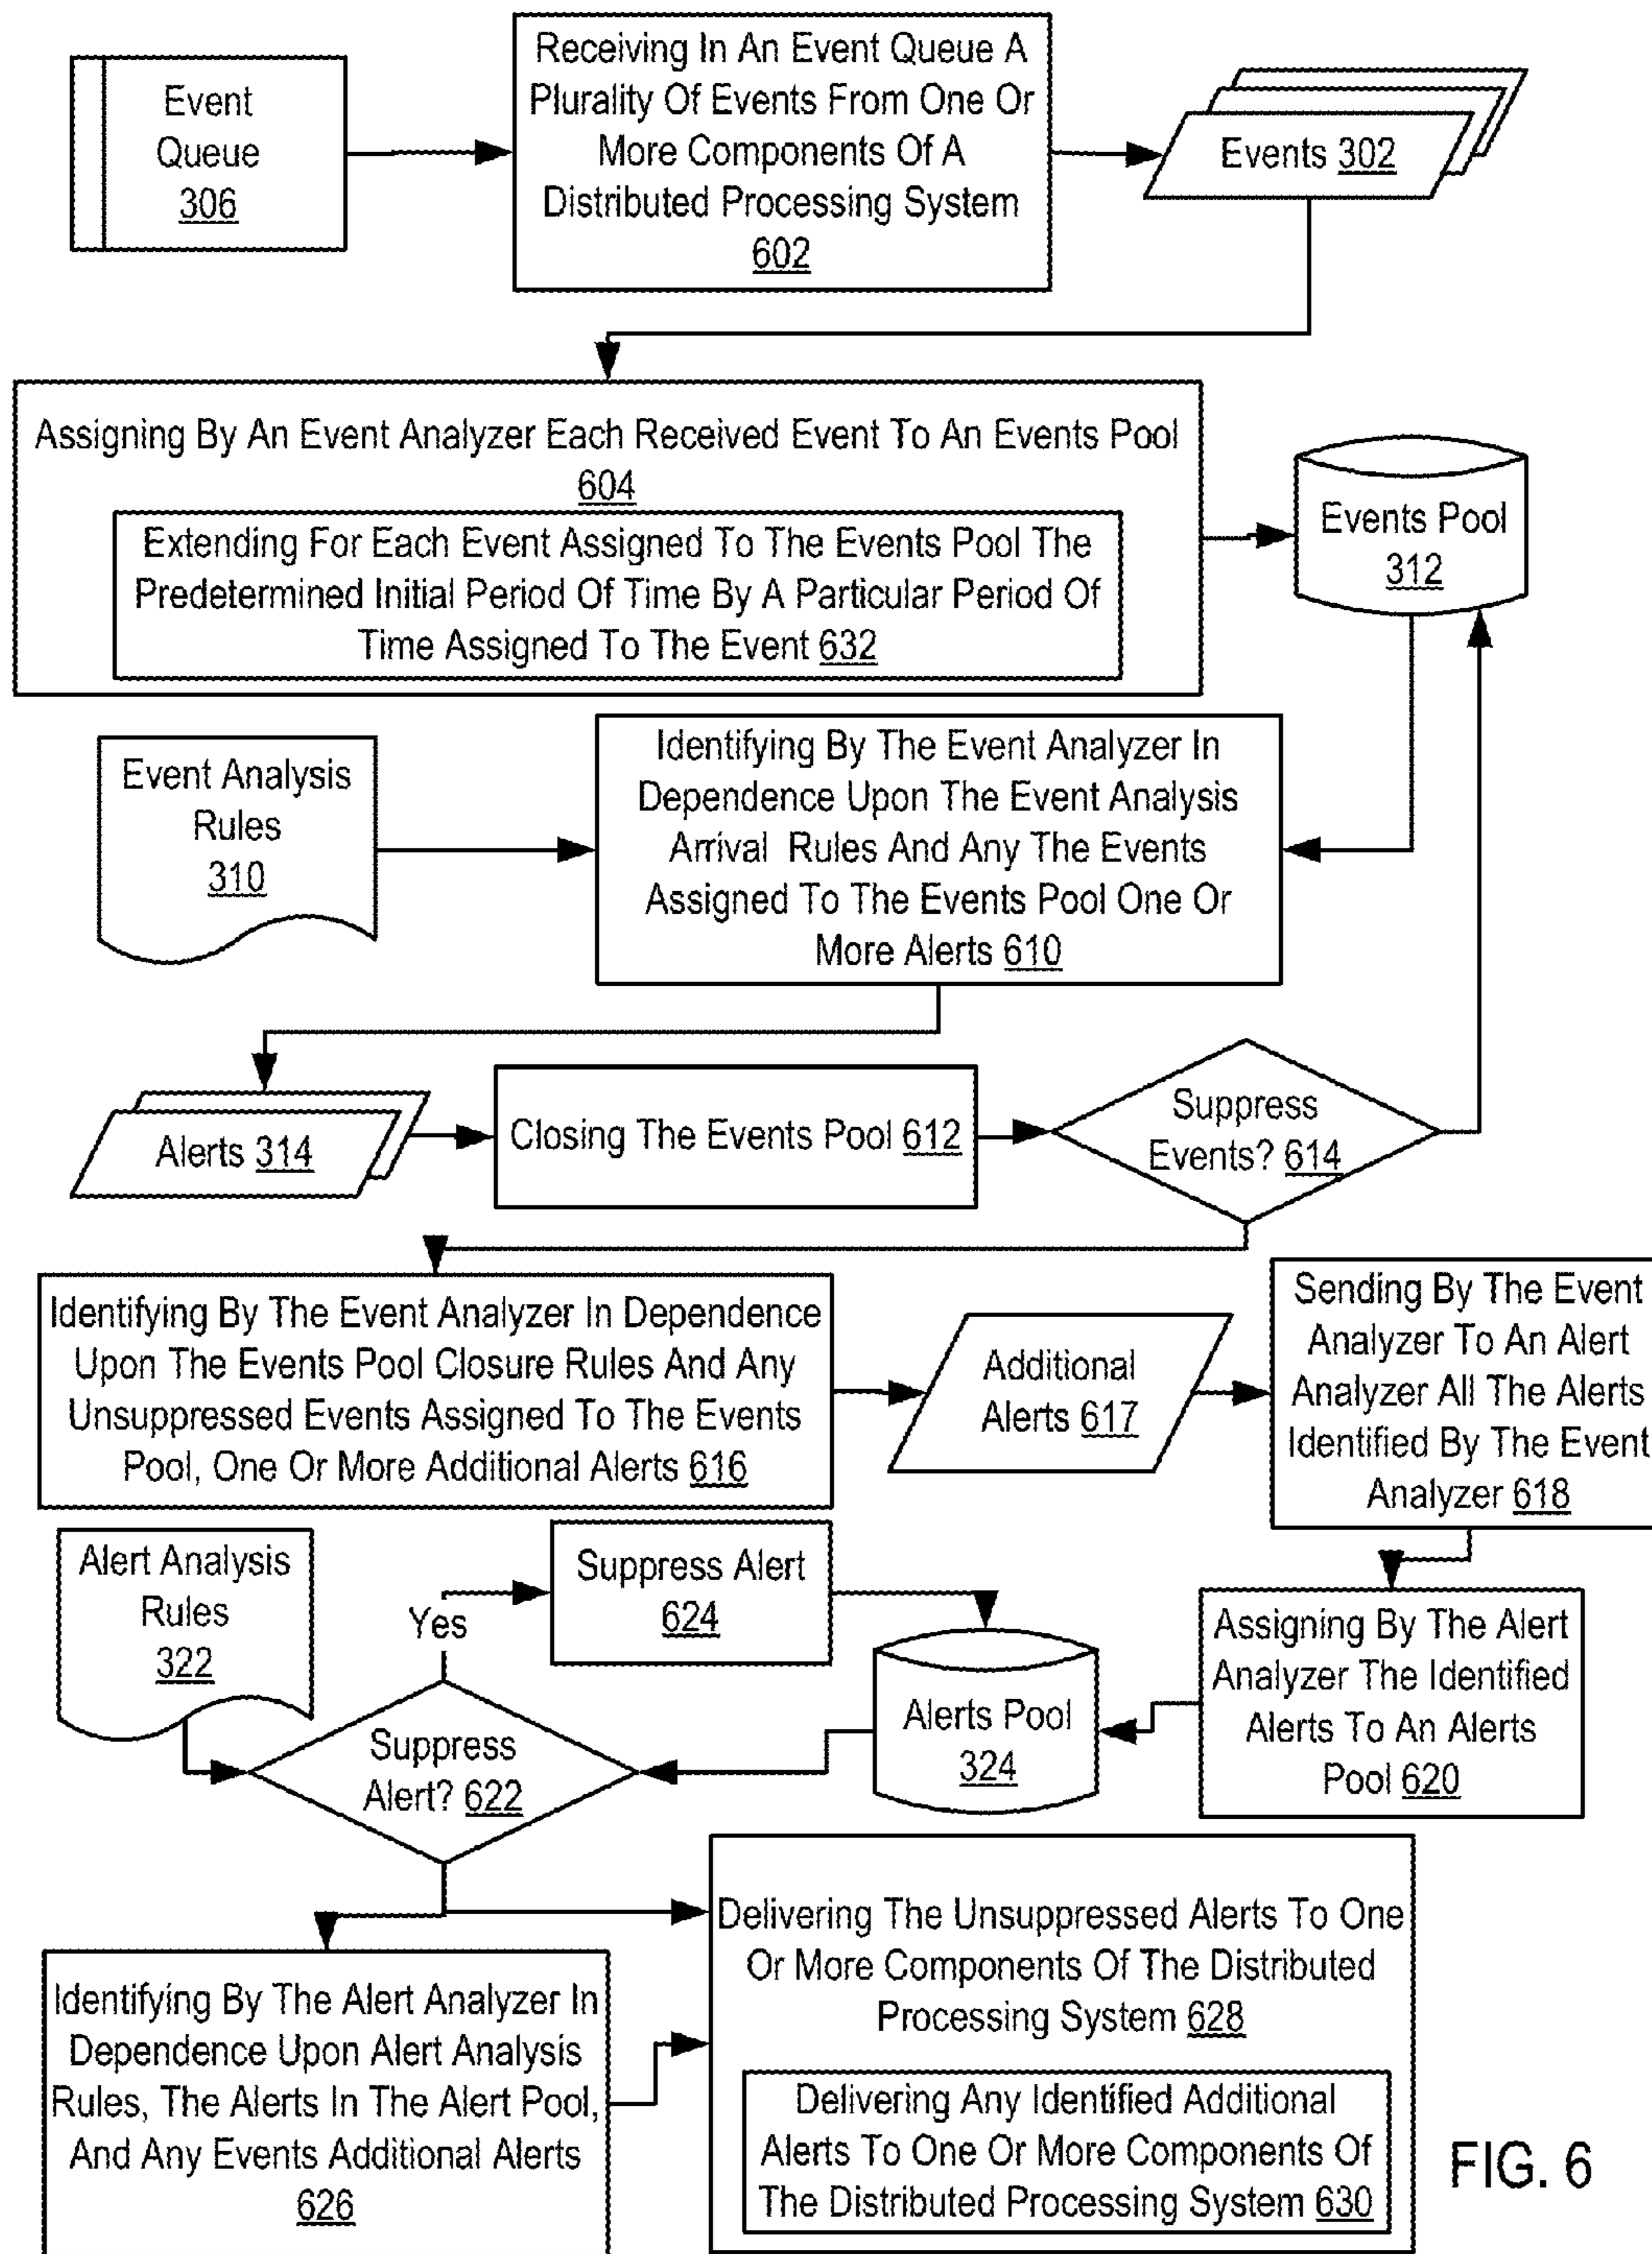 Event
Queue
306
Receiving In An Event Queue A
Plurality Of Events From One Or
More Components Of A
Distributed Processing System
602
Events 302
Assigning By An Event Analyzer Each Received Event To An Events Pool
604
Extending For Each Event Assigned To The Events Pool The
Predetermined Initial Period Of Time By A Particular Period Of
Time Assigned To The Event 632
Events Pool
312
Event Analysis
Rules
310
Identifying By The Event Analyzer In
Dependence Upon The Event Analysis
Arrival Rules And Any The Events
Assigned To The Events Pool One Or
More Alerts 610
Alerts 314
Closing The Events Pool 612
Suppress
Events? 614
Identifying By The Event Analyzer In Dependence
Upon The Events Pool Closure Rules And Any
Unsuppressed Events Assigned To The Events
Pool, One Or More Additional Alerts 616
Additional
Alerts 617
Sending By The Event
Analyzer To An Alert
Analyzer All The Alerts
Identified By The Event
Analyzer 618
Alert Analysis
Rules
322
Yes
Suppress Alert
624
Alerts Pool
324
Assigning By The Alert
Analyzer The Identified
Alerts To An Alerts
Pool 620
Suppress
Alert? 622
Delivering The Unsuppressed Alerts To One
Or More Components Of The Distributed
Processing System 628
Identifying By The Alert Analyzer In
Dependence Upon Alert Analysis
Rules, The Alerts In The Alert Pool,
And Any Events Additional Alerts
626
Delivering Any Identified Additional
Alerts To One Or More Components Of
The Distributed Processing System 630
FIG. 6